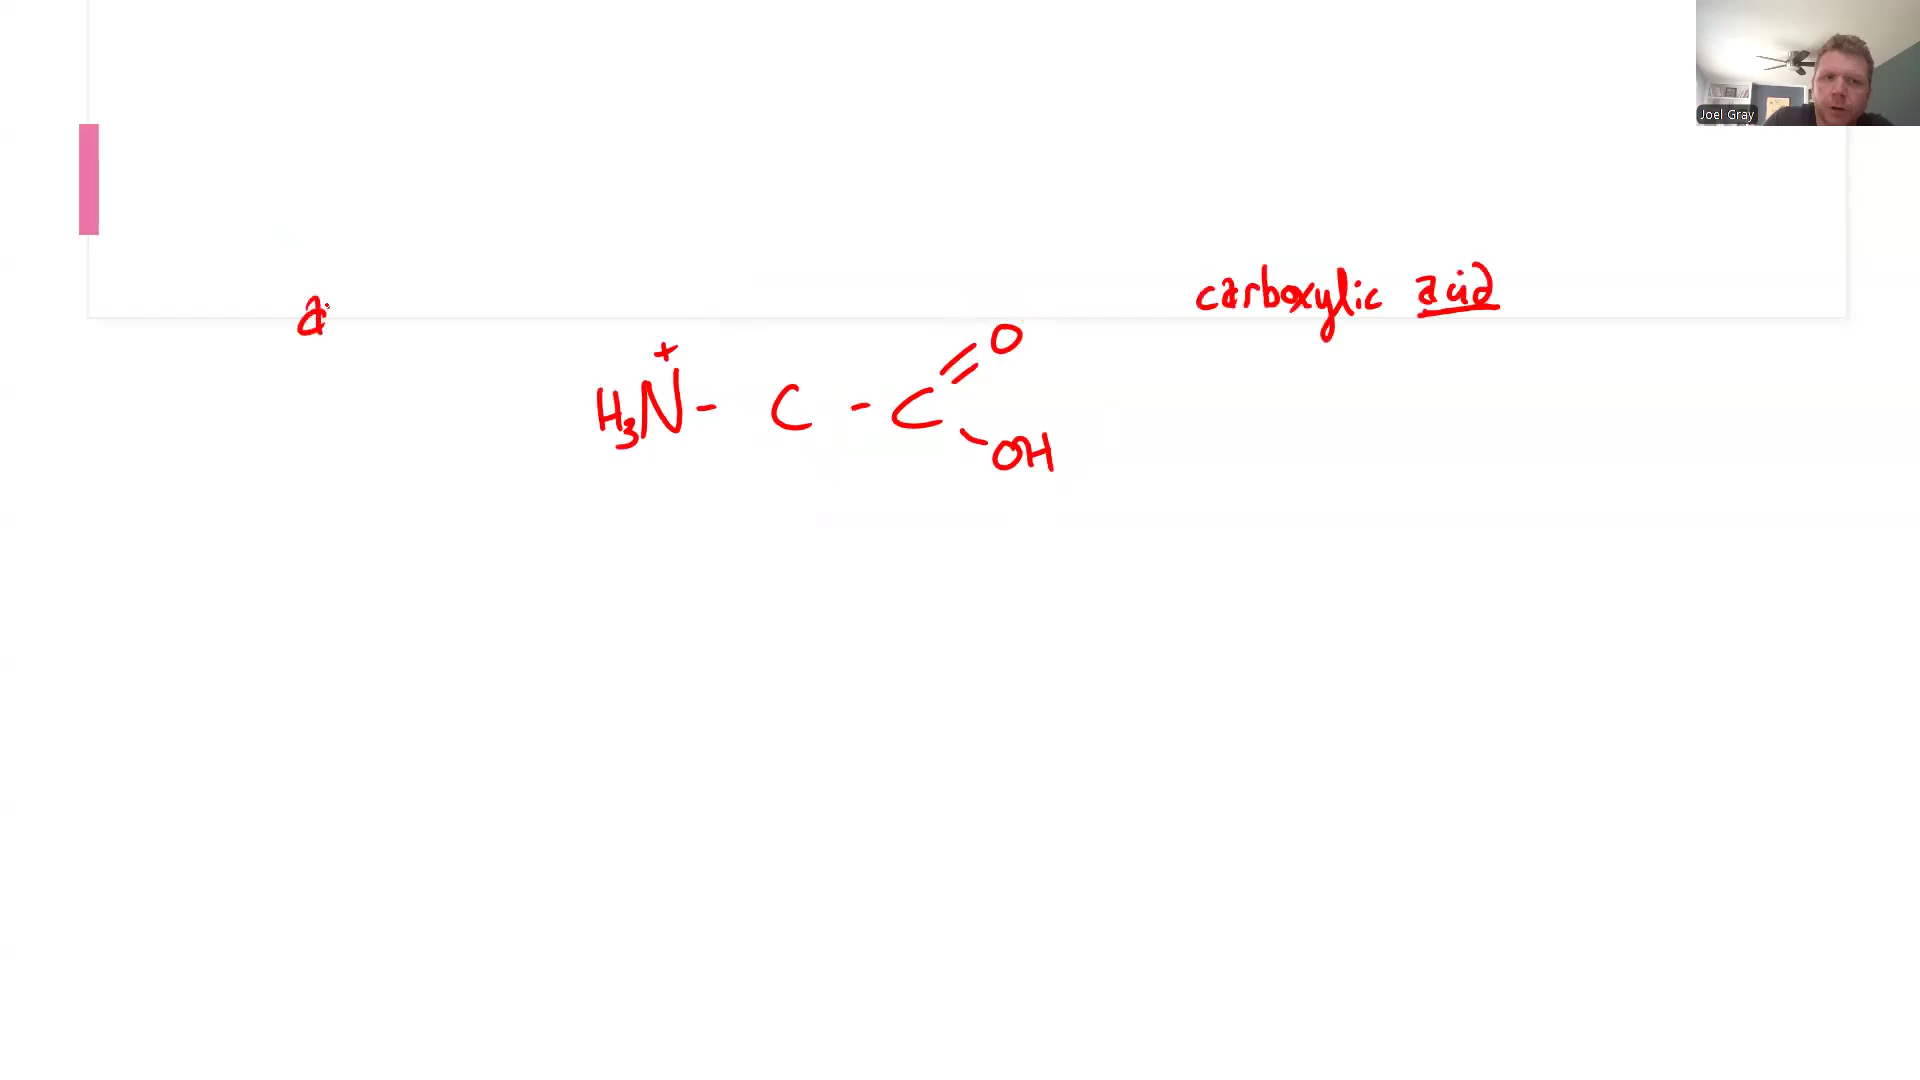 Joel Gray
carboxylic acid
a
H₃N⁺ - C - C
=O
-OH